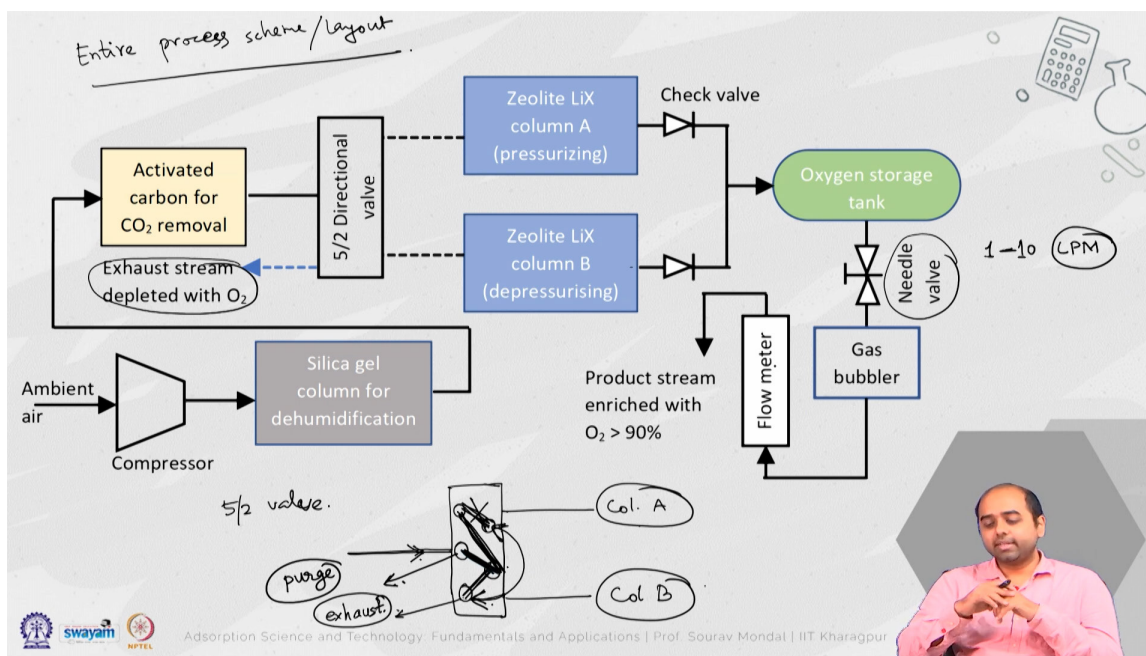 Entire process scheme/layout.
Zeolite LiX
column A
(pressurizing)
Check valve
Activated
carbon for
CO₂ removal
5/2 Directional
valve
Oxygen storage
tank
Zeolite LiX
column B
(depressurising)
Exhaust stream
depleted with O₂
Needle
valve
1-10 LPM
Silica gel
column for
dehumidification
Ambient
air
Compressor
Gas
bubbler
Flow meter
Product stream
enriched with
O₂ > 90%
5/2 valve.
Col. A
purge
exhaust.
Col B
swayam
NPTEL
Adsorption Science and Technology: Fundamentals and Applications | Prof. Sourav Mondal | IIT Kharagpur